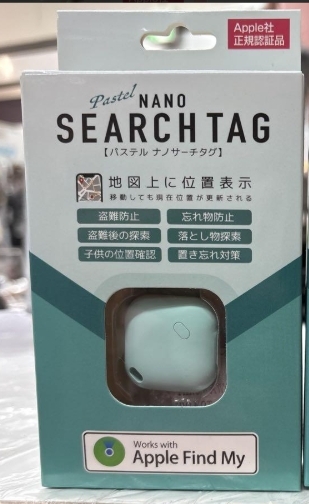 Apple社
正規認証品
Pastel NANO
SEARCH TAG
【パステル ナノサーチタグ】
地図上に位置表示
移動しても現在位置が更新される
盗難防止 忘れ物防止
盗難後の探索 落とし物探索
子供の位置確認 置き忘れ対策
Works with
Apple Find My